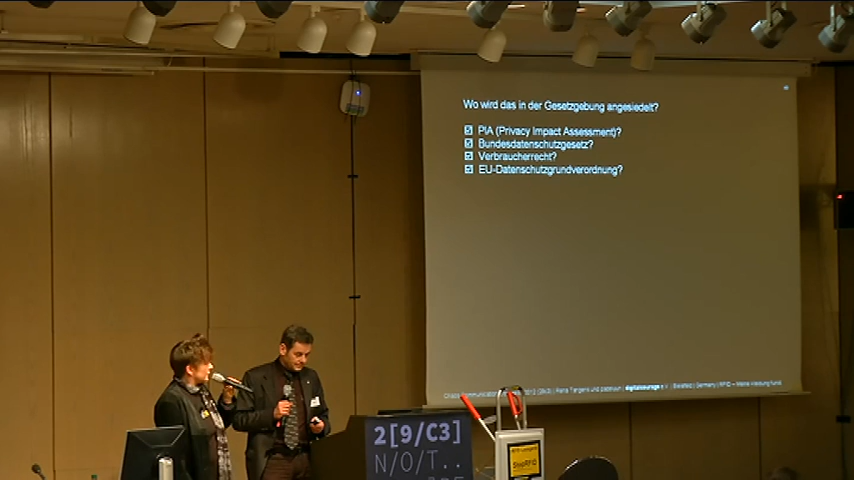 Wo wird das in der Gesetzgebung angesiedelt?
PIA (Privacy Impact Assessment)?
Bundesdatenschutzgesetz?
Verbraucherrecht?
EU-Datenschutzgrundverordnung?
2[9/C3]
N/O/T..
StopRFID